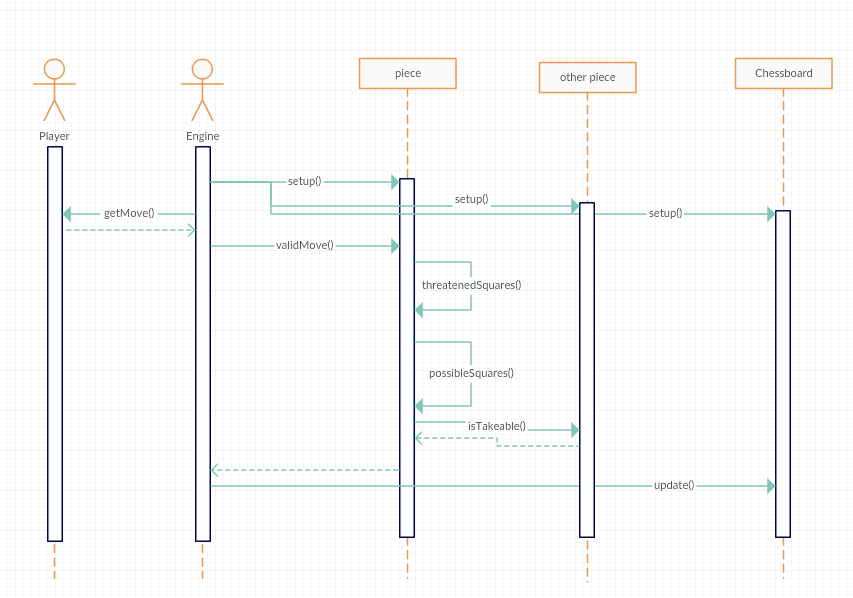 piece
other piece
Chessboard
Player
Engine
setup()
setup()
getMove()
setup()
validMove()
threatenedSquares()
possibleSquares()
isTakeable()
update()